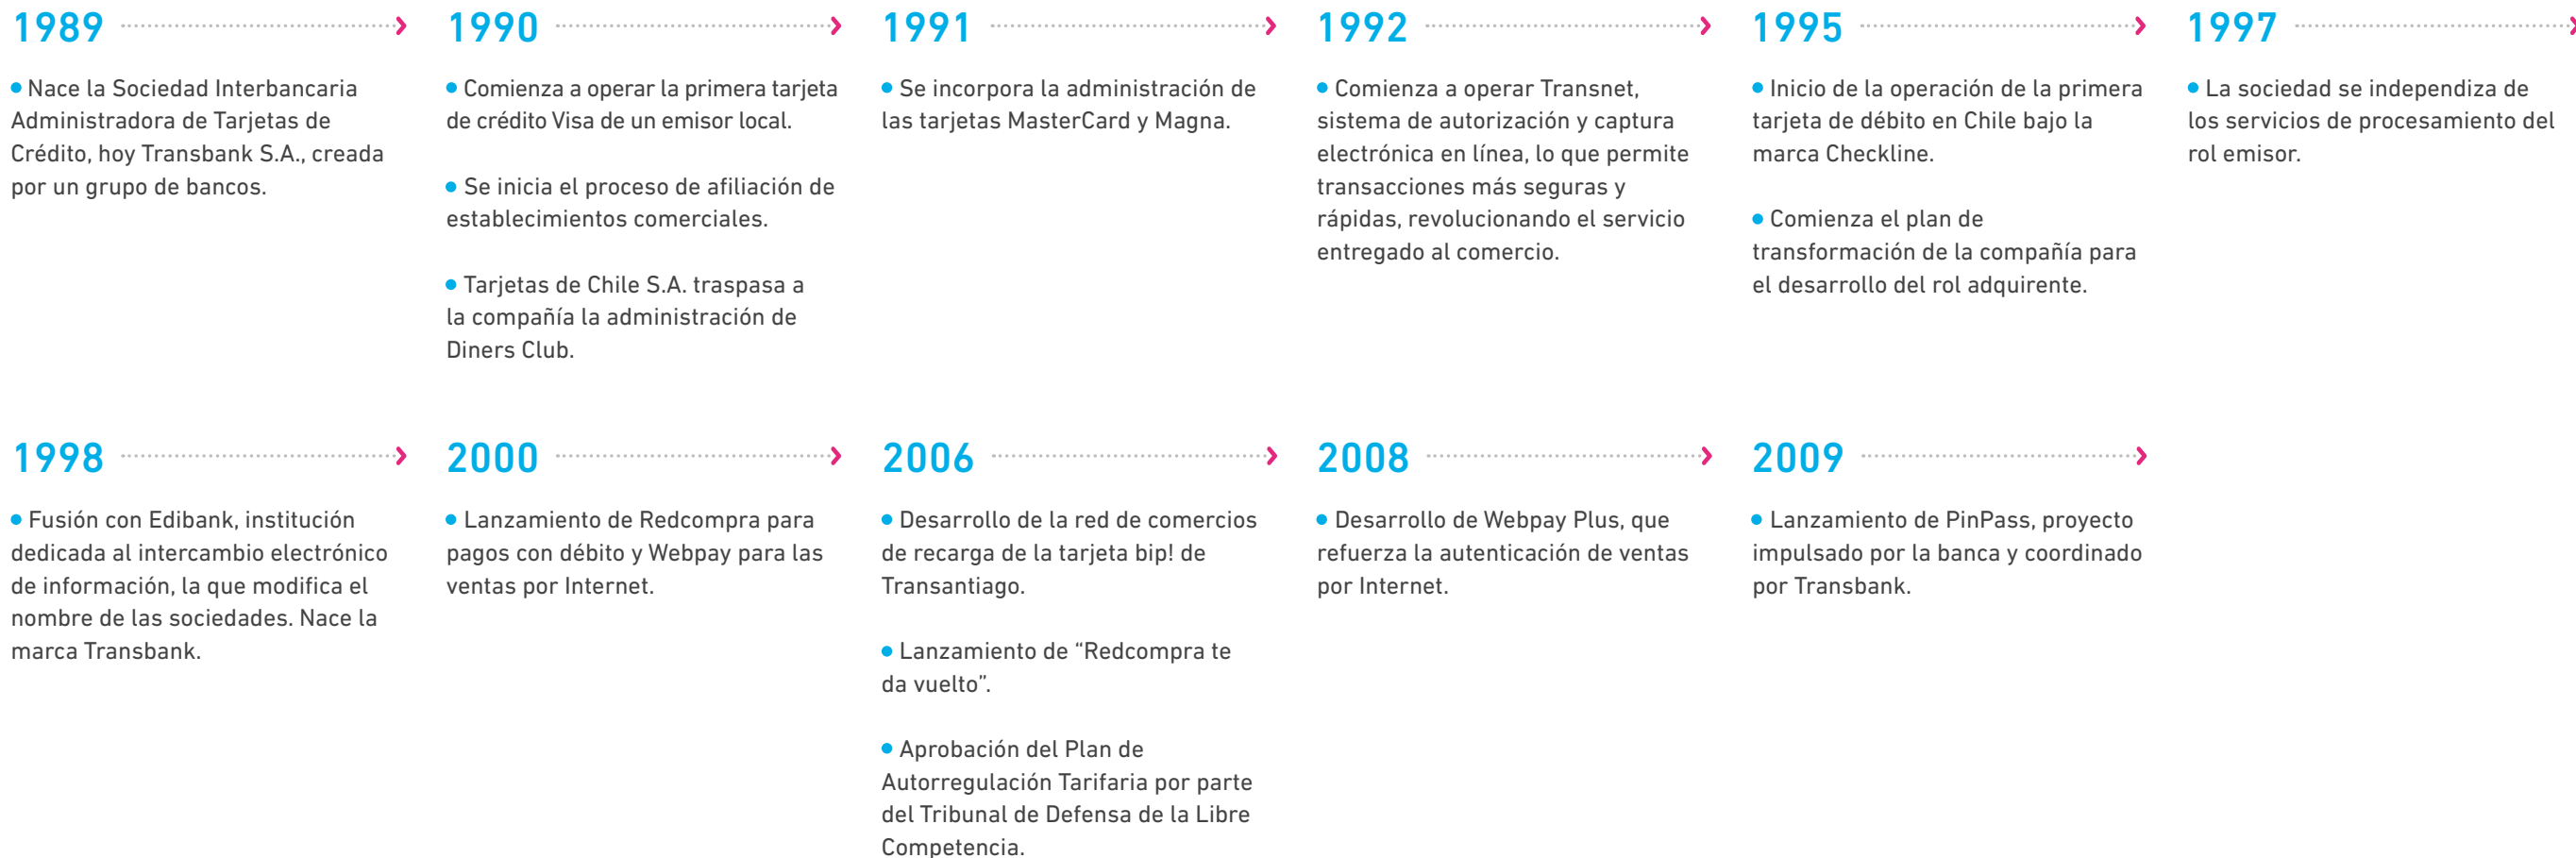 1989
• Nace la Sociedad Interbancaria
Administradora de Tarjetas de
Crédito, hoy Transbank S.A., creada
por un grupo de bancos.
1990
• Comienza a operar la primera tarjeta
de crédito Visa de un emisor local.
• Se inicia el proceso de afiliación de
establecimientos comerciales.
• Tarjetas de Chile S.A. traspasa a
la compañía la administración de
Diners Club.
1991
• Se incorpora la administración de
las tarjetas MasterCard y Magna.
1992
• Comienza a operar Transnet,
sistema de autorización y captura
electrónica en línea, lo que permite
transacciones más seguras y
rápidas, revolucionando el servicio
entregado al comercio.
1995
• Inicio de la operación de la primera
tarjeta de débito en Chile bajo la
marca Checkline.
• Comienza el plan de
transformación de la compañía para
el desarrollo del rol adquirente.
1997
• La sociedad se independiza de
los servicios de procesamiento del
rol emisor.
1998
• Fusión con Edibank, institución
dedicada al intercambio electrónico
de información, la que modifica el
nombre de las sociedades. Nace la
marca Transbank.
2000
• Lanzamiento de Redcompra para
pagos con débito y Webpay para las
ventas por Internet.
2006
• Desarrollo de la red de comercios
de recarga de la tarjeta bip! de
Transantiago.
• Lanzamiento de “Redcompra te
da vuelto”.
• Aprobación del Plan de
Autorregulación Tarifaria por parte
del Tribunal de Defensa de la Libre
Competencia.
2008
• Desarrollo de Webpay Plus, que
refuerza la autenticación de ventas
por Internet.
2009
• Lanzamiento de PinPass, proyecto
impulsado por la banca y coordinado
por Transbank.